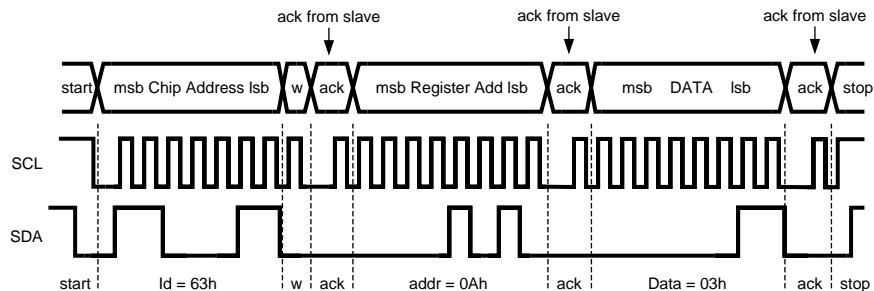 ack from slave ack from slave ack from slave
start msb Chip Address lsb w ack msb Register Add lsb ack msb DATA lsb ack stop
SCL
SDA
start Id = 63h w ack addr = 0Ah ack Data = 03h ack stop